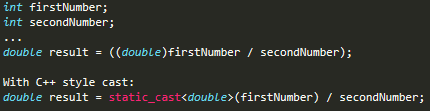 int firstNumber;
int secondNumber;
...
double result = ((double)firstNumber / secondNumber);
With C++ style cast:
double result = static_cast<double>(firstNumber) / secondNumber;